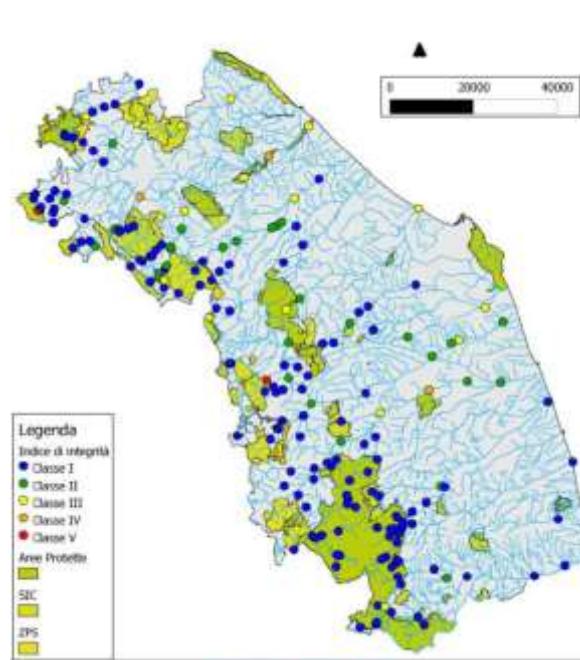 0 20000 40000
Legenda
Indice di integrità
Classe I
Classe II
Classe III
Classe IV
Classe V
Aree Protette
SIC
ZPS